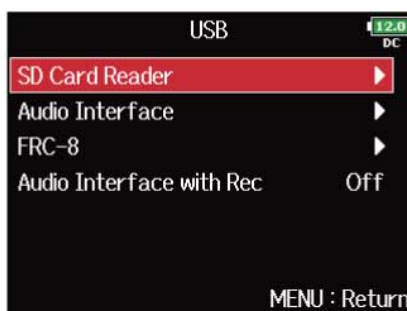 USB
12.0
DC
SD Card Reader
Audio Interface
FRC-8
Audio Interface with Rec Off
MENU : Return